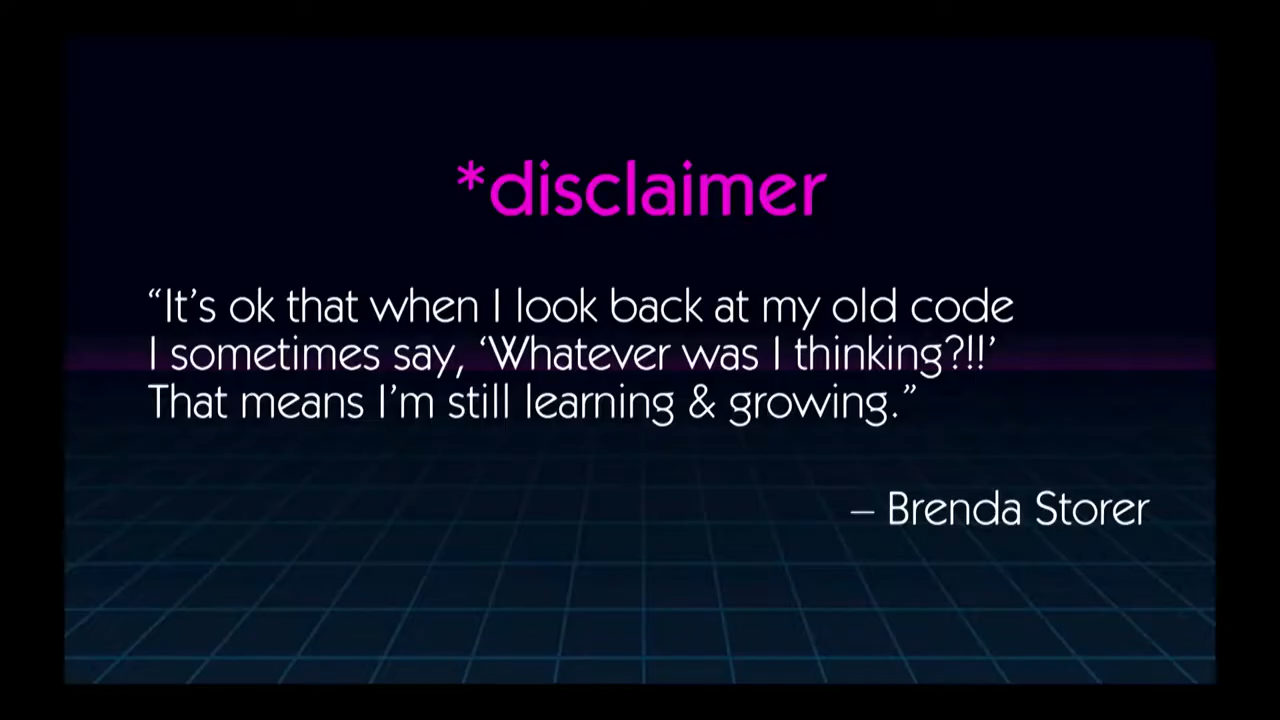 *disclaimer
“It’s ok that when I look back at my old code
I sometimes say, ‘Whatever was I thinking?!!’
That means I’m still learning & growing.”
– Brenda Storer